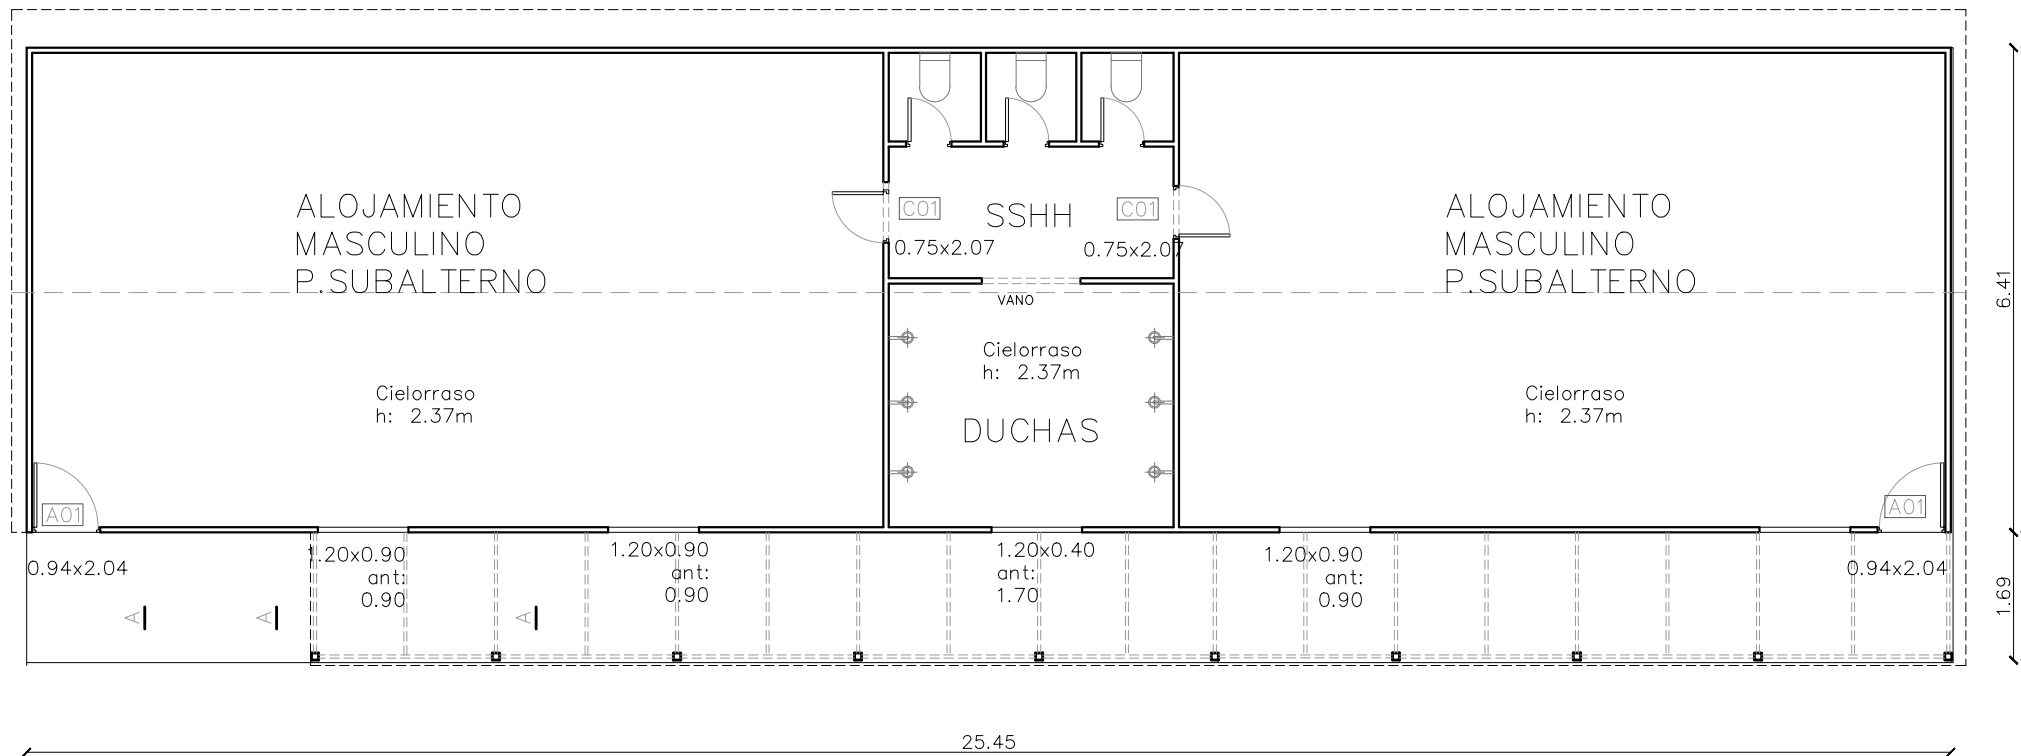 ALOJAMIENTO
MASCULINO
P.SUBALTERNO
Cielorraso
h: 2.37m
A01
0.94x2.04
C01
0.75x2.07
SSHH
C01
0.75x2.07
VANO
Cielorraso
h: 2.37m
DUCHAS
ALOJAMIENTO
MASCULINO
P.SUBALTERNO
Cielorraso
h: 2.37m
A01
0.94x2.04
1.20x0.90
ant:
0.90
1.20x0.90
ant:
0.90
1.20x0.40
ant:
1.70
1.20x0.90
ant:
0.90
A
A
A
6.41
1.69
25.45